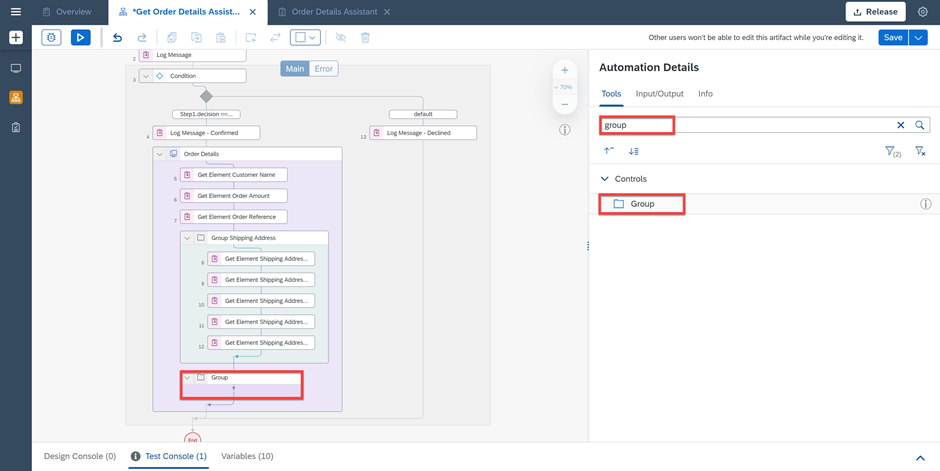 Overview
*Get Order Details Assist...
Order Details Assistant
Release
Other users won't be able to edit this artifact while you're editing it.
Save
2
Log Message
Main
Error
3
Condition
70%
Step1.decision ==...
default
4
Log Message - Confirmed
13
Log Message - Declined
Order Details
5
Get Element Customer Name
6
Get Element Order Amount
7
Get Element Order Reference
Group Shipping Address
8
Get Element Shipping Addres...
9
Get Element Shipping Addres...
10
Get Element Shipping Addres...
11
Get Element Shipping Addres...
12
Get Element Shipping Addres...
Group
End
Automation Details
Tools
Input/Output
Info
group
(2)
Controls
Group
Design Console (0)
Test Console (1)
Variables (10)